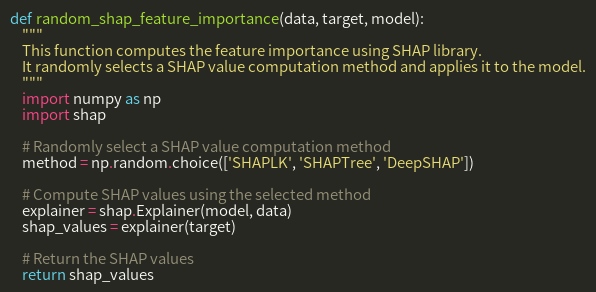 def random_shap_feature_importance(data, target, model):
"""
This function computes the feature importance using SHAP library.
It randomly selects a SHAP value computation method and applies it to the model.
"""
import numpy as np
import shap
# Randomly select a SHAP value computation method
method = np.random.choice(['SHAPLK', 'SHAPTree', 'DeepSHAP'])
# Compute SHAP values using the selected method
explainer = shap.Explainer(model, data)
shap_values = explainer(target)
# Return the SHAP values
return shap_values